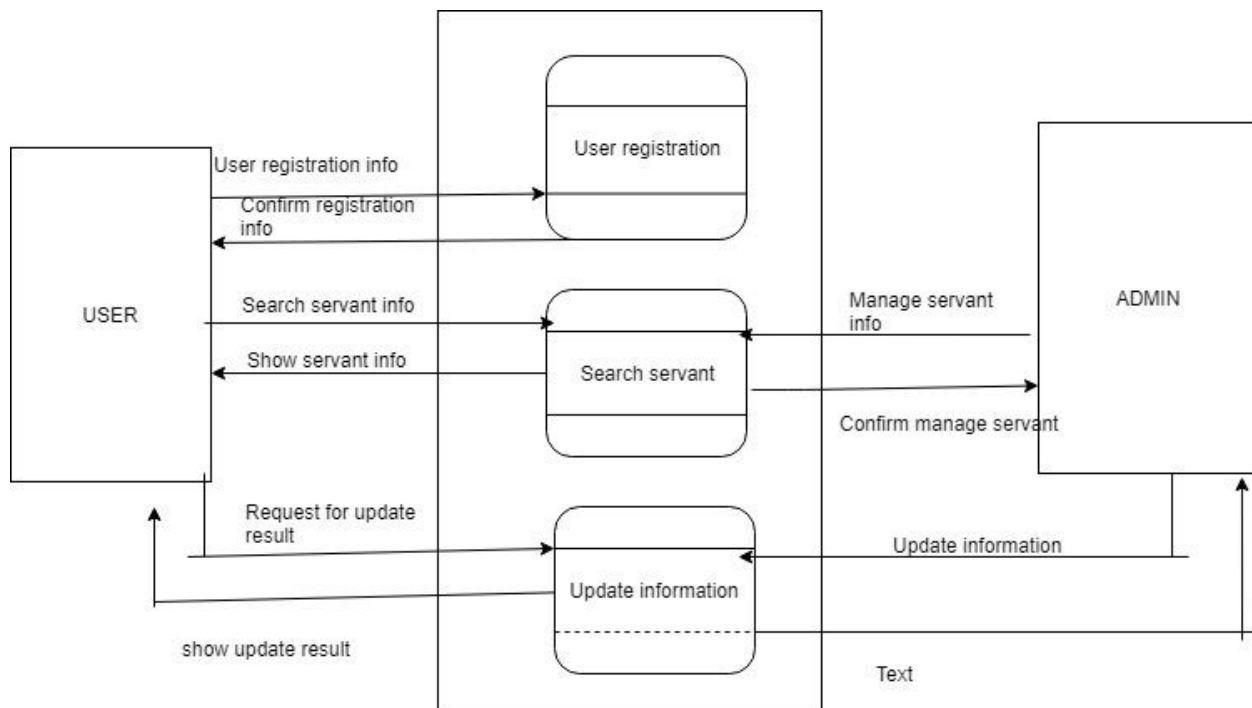 User registration
User registration info
Confirm registration
info
USER
Search servant info
Show servant info
Search servant
Manage servant
info
ADMIN
Confirm manage servant
Request for update
result
Update information
Update information
show update result
Text